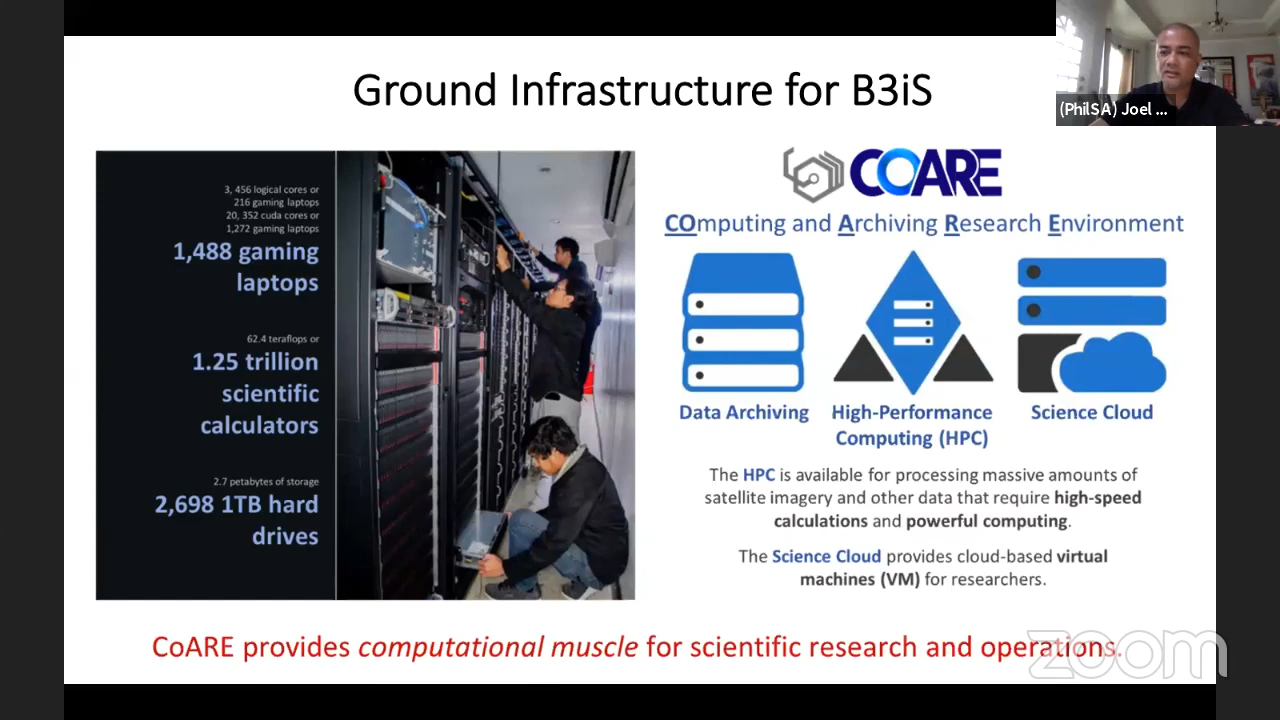 Ground Infrastructure for B3iS
(PhilSA) Joel ...
3, 456 logical cores or
216 gaming laptops
20, 352 cuda cores or
1,272 gaming laptops
1,488 gaming
laptops
62.4 teraflops or
1.25 trillion
scientific
calculators
2.7 petabytes of storage
2,698 1TB hard
drives
COARE
COmputing and Archiving Research Environment
Data Archiving
High-Performance
Computing (HPC)
Science Cloud
The HPC is available for processing massive amounts of
satellite imagery and other data that require high-speed
calculations and powerful computing.
The Science Cloud provides cloud-based virtual
machines (VM) for researchers.
CoARE provides computational muscle for scientific research and operations.
zoom